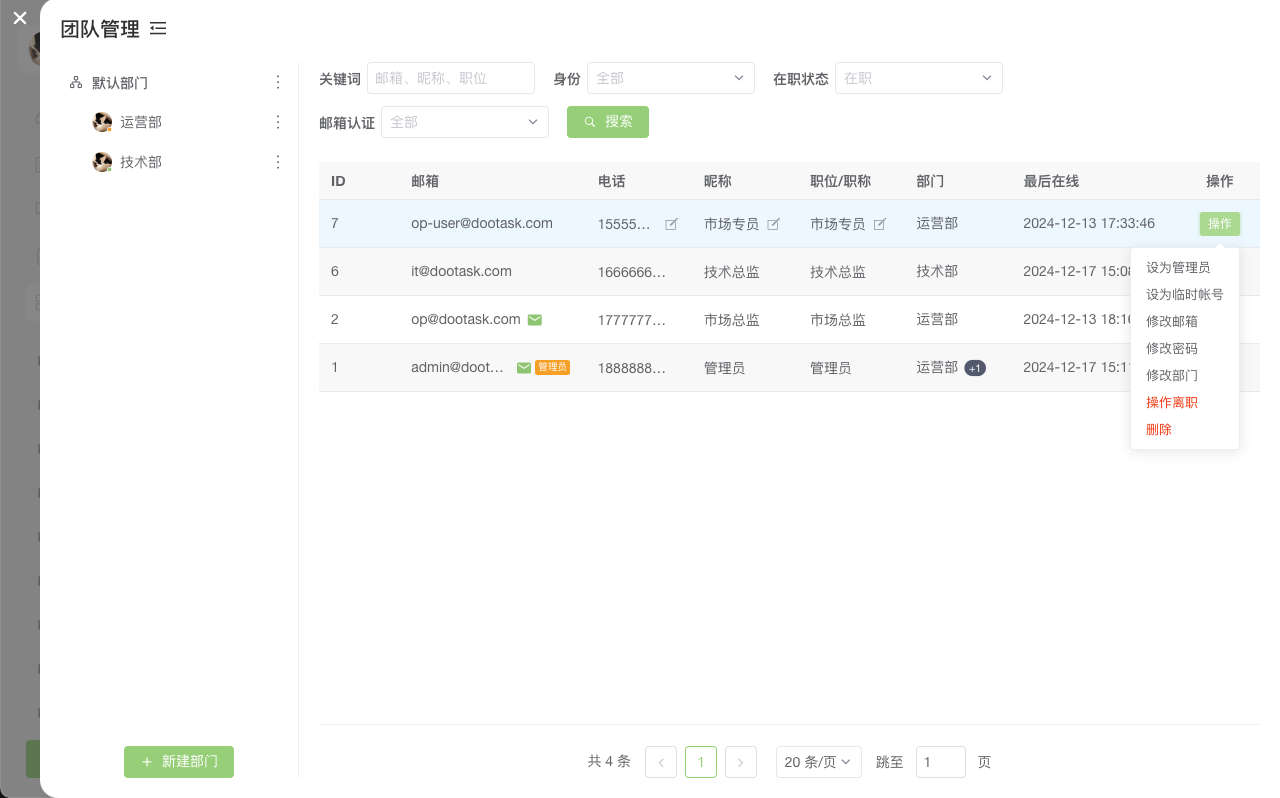 团队管理
默认部门
运营部
技术部
新建部门
关键词 邮箱、昵称、职位 身份 全部 在职状态 在职
邮箱认证 全部 搜索
ID 邮箱 电话 昵称 职位/职称 部门 最后在线 操作
7 op-user@dootask.com 15555... 市场专员 市场专员 运营部 2024-12-13 17:33:46 操作
6 it@dootask.com 1666666... 技术总监 技术总监 技术部 2024-12-17 15:08
2 op@dootask.com 1777777... 市场总监 市场总监 运营部 2024-12-13 18:16
1 admin@doot... 管理员 1888888... 管理员 管理员 运营部 +1 2024-12-17 15:1
设为管理员
设为临时帐号
修改邮箱
修改密码
修改部门
操作离职
删除
共 4 条 1 20 条/页 跳至 1 页